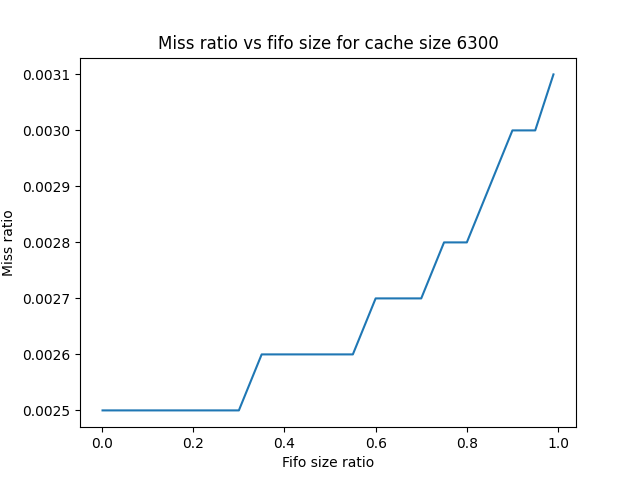 Miss ratio vs fifo size for cache size 6300
0.0031
0.0030
0.0029
0.0028
0.0027
0.0026
0.0025
Miss ratio
0.0 0.2 0.4 0.6 0.8 1.0
Fifo size ratio